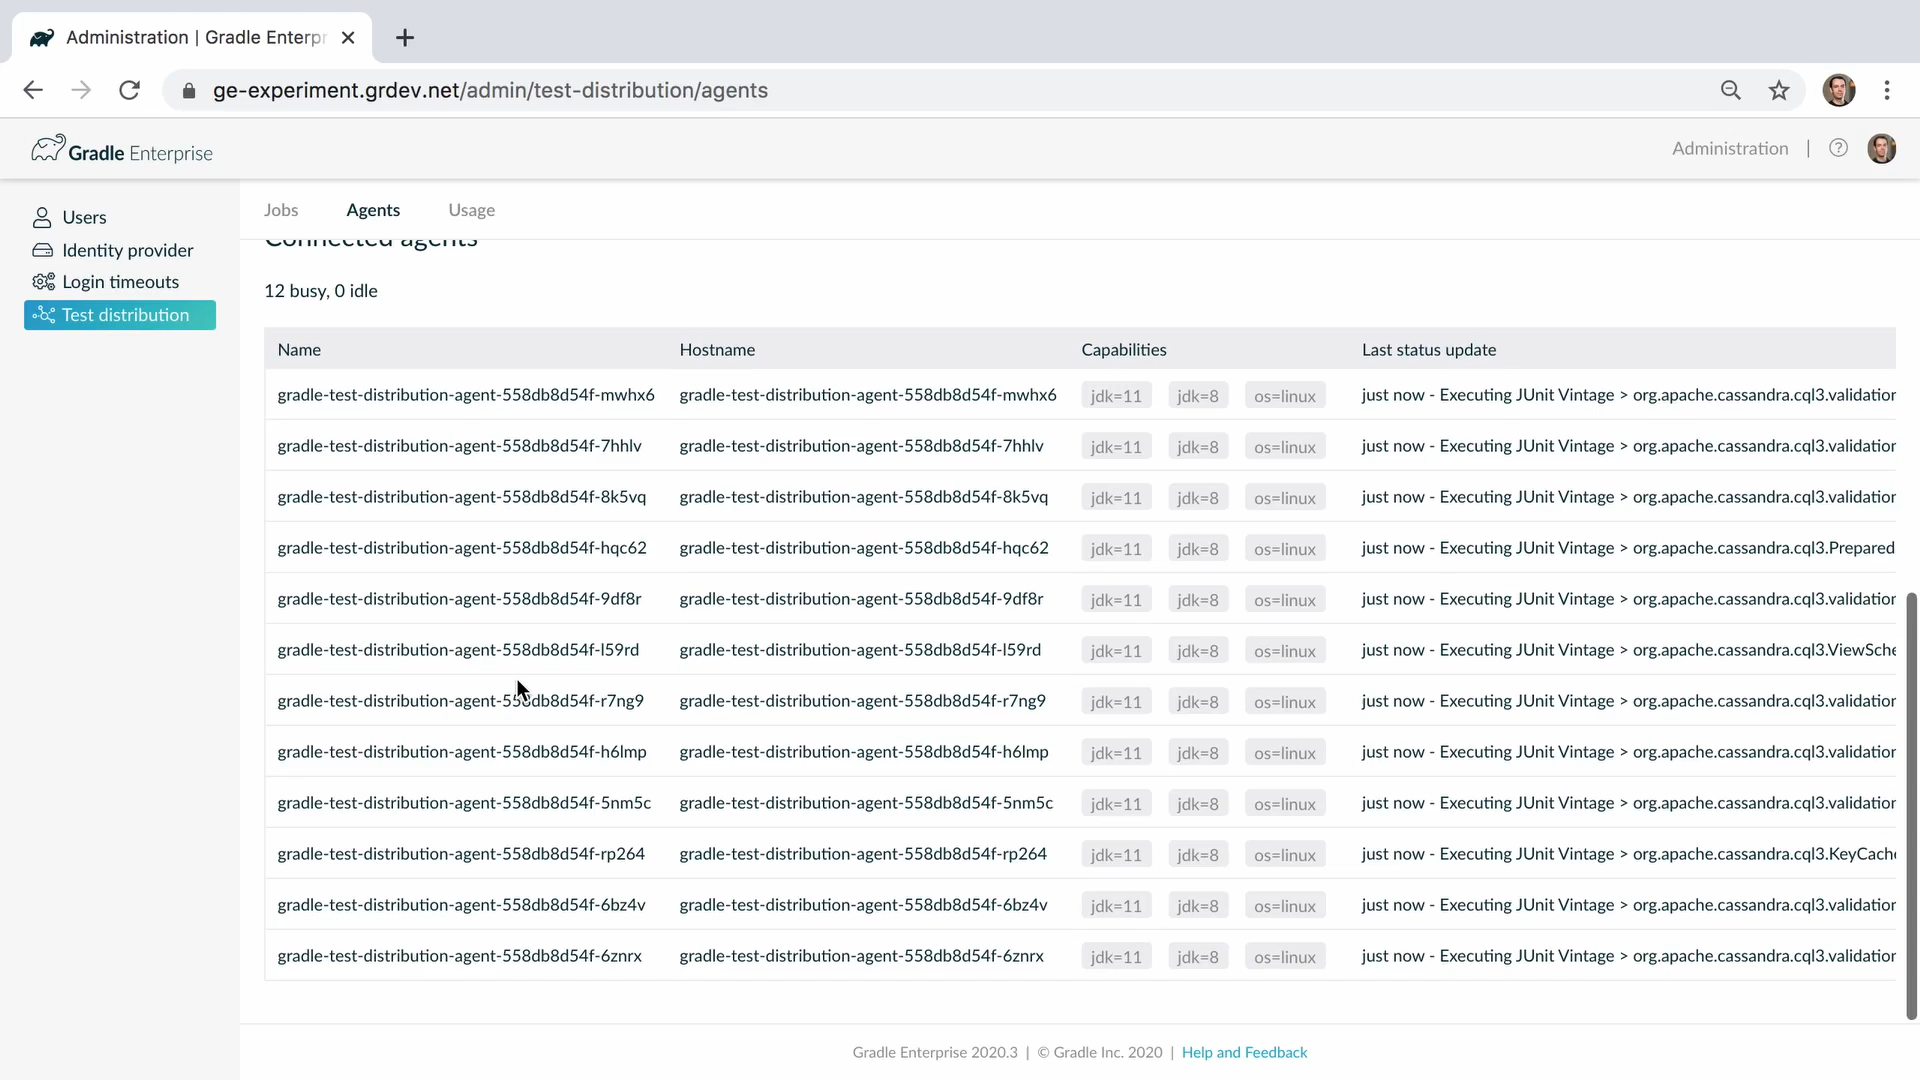 Administration | Gradle Enterpr
ge-experiment.grdev.net/admin/test-distribution/agents
Gradle Enterprise
Administration | ?
Users
Identity provider
Login timeouts
Test distribution
Jobs Agents Usage
Connected agents
12 busy, 0 idle
Name Hostname Capabilities Last status update
gradle-test-distribution-agent-558db8d54f-mwhx6 gradle-test-distribution-agent-558db8d54f-mwhx6 jdk=11 jdk=8 os=linux just now - Executing JUnit Vintage > org.apache.cassandra.cql3.validation
gradle-test-distribution-agent-558db8d54f-7hhlv gradle-test-distribution-agent-558db8d54f-7hhlv jdk=11 jdk=8 os=linux just now - Executing JUnit Vintage > org.apache.cassandra.cql3.validation
gradle-test-distribution-agent-558db8d54f-8k5vq gradle-test-distribution-agent-558db8d54f-8k5vq jdk=11 jdk=8 os=linux just now - Executing JUnit Vintage > org.apache.cassandra.cql3.validation
gradle-test-distribution-agent-558db8d54f-hqc62 gradle-test-distribution-agent-558db8d54f-hqc62 jdk=11 jdk=8 os=linux just now - Executing JUnit Vintage > org.apache.cassandra.cql3.Prepared
gradle-test-distribution-agent-558db8d54f-9df8r gradle-test-distribution-agent-558db8d54f-9df8r jdk=11 jdk=8 os=linux just now - Executing JUnit Vintage > org.apache.cassandra.cql3.validation
gradle-test-distribution-agent-558db8d54f-l59rd gradle-test-distribution-agent-558db8d54f-l59rd jdk=11 jdk=8 os=linux just now - Executing JUnit Vintage > org.apache.cassandra.cql3.ViewSche
gradle-test-distribution-agent-558db8d54f-r7ng9 gradle-test-distribution-agent-558db8d54f-r7ng9 jdk=11 jdk=8 os=linux just now - Executing JUnit Vintage > org.apache.cassandra.cql3.validation
gradle-test-distribution-agent-558db8d54f-h6lmp gradle-test-distribution-agent-558db8d54f-h6lmp jdk=11 jdk=8 os=linux just now - Executing JUnit Vintage > org.apache.cassandra.cql3.validation
gradle-test-distribution-agent-558db8d54f-5nm5c gradle-test-distribution-agent-558db8d54f-5nm5c jdk=11 jdk=8 os=linux just now - Executing JUnit Vintage > org.apache.cassandra.cql3.validation
gradle-test-distribution-agent-558db8d54f-rp264 gradle-test-distribution-agent-558db8d54f-rp264 jdk=11 jdk=8 os=linux just now - Executing JUnit Vintage > org.apache.cassandra.cql3.KeyCache
gradle-test-distribution-agent-558db8d54f-6bz4v gradle-test-distribution-agent-558db8d54f-6bz4v jdk=11 jdk=8 os=linux just now - Executing JUnit Vintage > org.apache.cassandra.cql3.validation
gradle-test-distribution-agent-558db8d54f-6znrx gradle-test-distribution-agent-558db8d54f-6znrx jdk=11 jdk=8 os=linux just now - Executing JUnit Vintage > org.apache.cassandra.cql3.validation
Gradle Enterprise 2020.3 | © Gradle Inc. 2020 | Help and Feedback